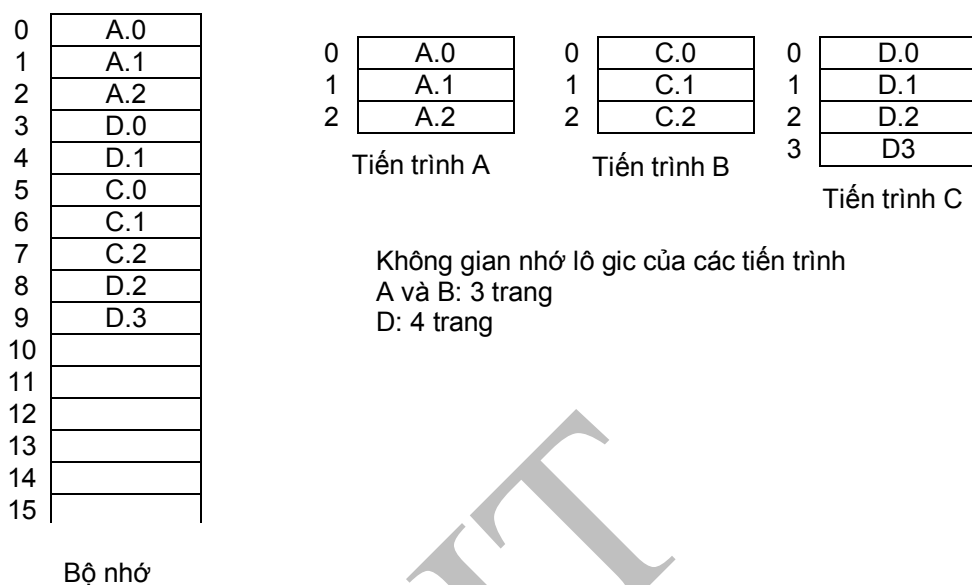 0 A.0
1 A.1
2 A.2
3 D.0
4 D.1
5 C.0
6 C.1
7 C.2
8 D.2
9 D.3
10
11
12
13
14
15
Bộ nhớ
0 A.0
1 A.1
2 A.2
Tiến trình A
0 C.0
1 C.1
2 C.2
Tiến trình B
0 D.0
1 D.1
2 D.2
3 D3
Tiến trình C
Không gian nhớ lô gic của các tiến trình
A và B: 3 trang
D: 4 trang